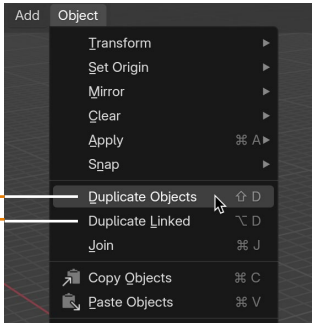 Add Object
Transform
Set Origin
Mirror
Clear
Apply ⌘ A
Snap
Duplicate Objects ⇧ D
Duplicate Linked ⌥ D
Join ⌘ J
Copy Objects ⌘ C
Paste Objects ⌘ V